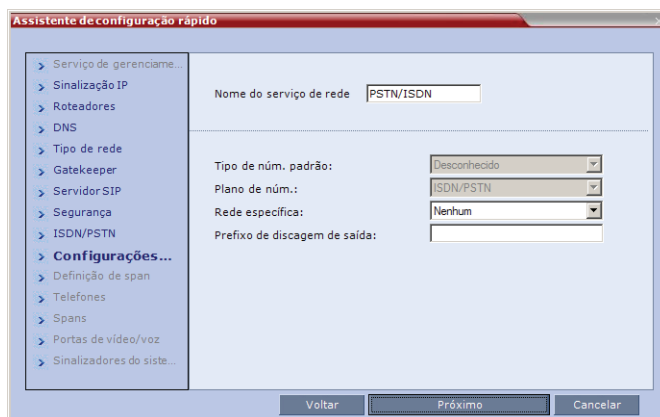 Assistente de configuração rápido
Serviço de gerenciame...
Sinalização IP
Roteadores
DNS
Tipo de rede
Gatekeeper
Servidor SIP
Segurança
ISDN/PSTN
Configurações...
Definição de span
Telefones
Spans
Portas de vídeo/voz
Sinalizadores do siste...
Nome do serviço de rede PSTN/ISDN
Tipo de núm. padrão: Desconhecido
Plano de núm.: ISDN/PSTN
Rede específica: Nenhum
Prefixo de discagem de saída:
Voltar Próximo Cancelar